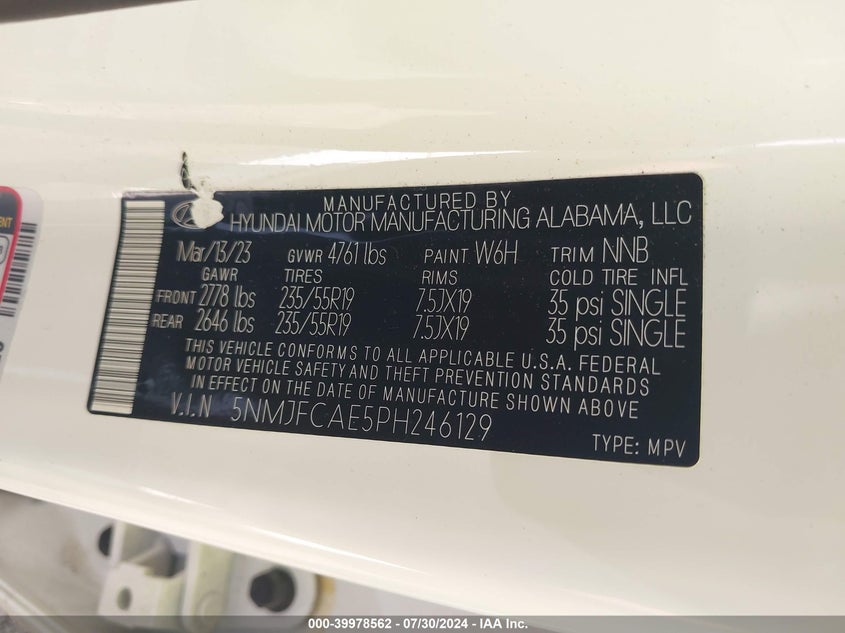 MANUFACTURED BY
HYUNDAI MOTOR MANUFACTURING ALABAMA, LLC
Mar/13/23 GVWR 4761 lbs PAINT W6H TRIM NNB
GAWR TIRES RIMS COLD TIRE INFL
FRONT 2778 lbs 235/55R19 7.5JX19 35 psi SINGLE
REAR 2646 lbs 235/55R19 7.5JX19 35 psi SINGLE
THIS VEHICLE CONFORMS TO ALL APPLICABLE U.S.A. FEDERAL
MOTOR VEHICLE SAFETY AND THEFT PREVENTION STANDARDS
IN EFFECT ON THE DATE OF MANUFACTURE SHOWN ABOVE
V.I.N 5NMJFCAE5PH246129
TYPE: MPV
000-39978562 / 07/30/2024 - IAA Inc.